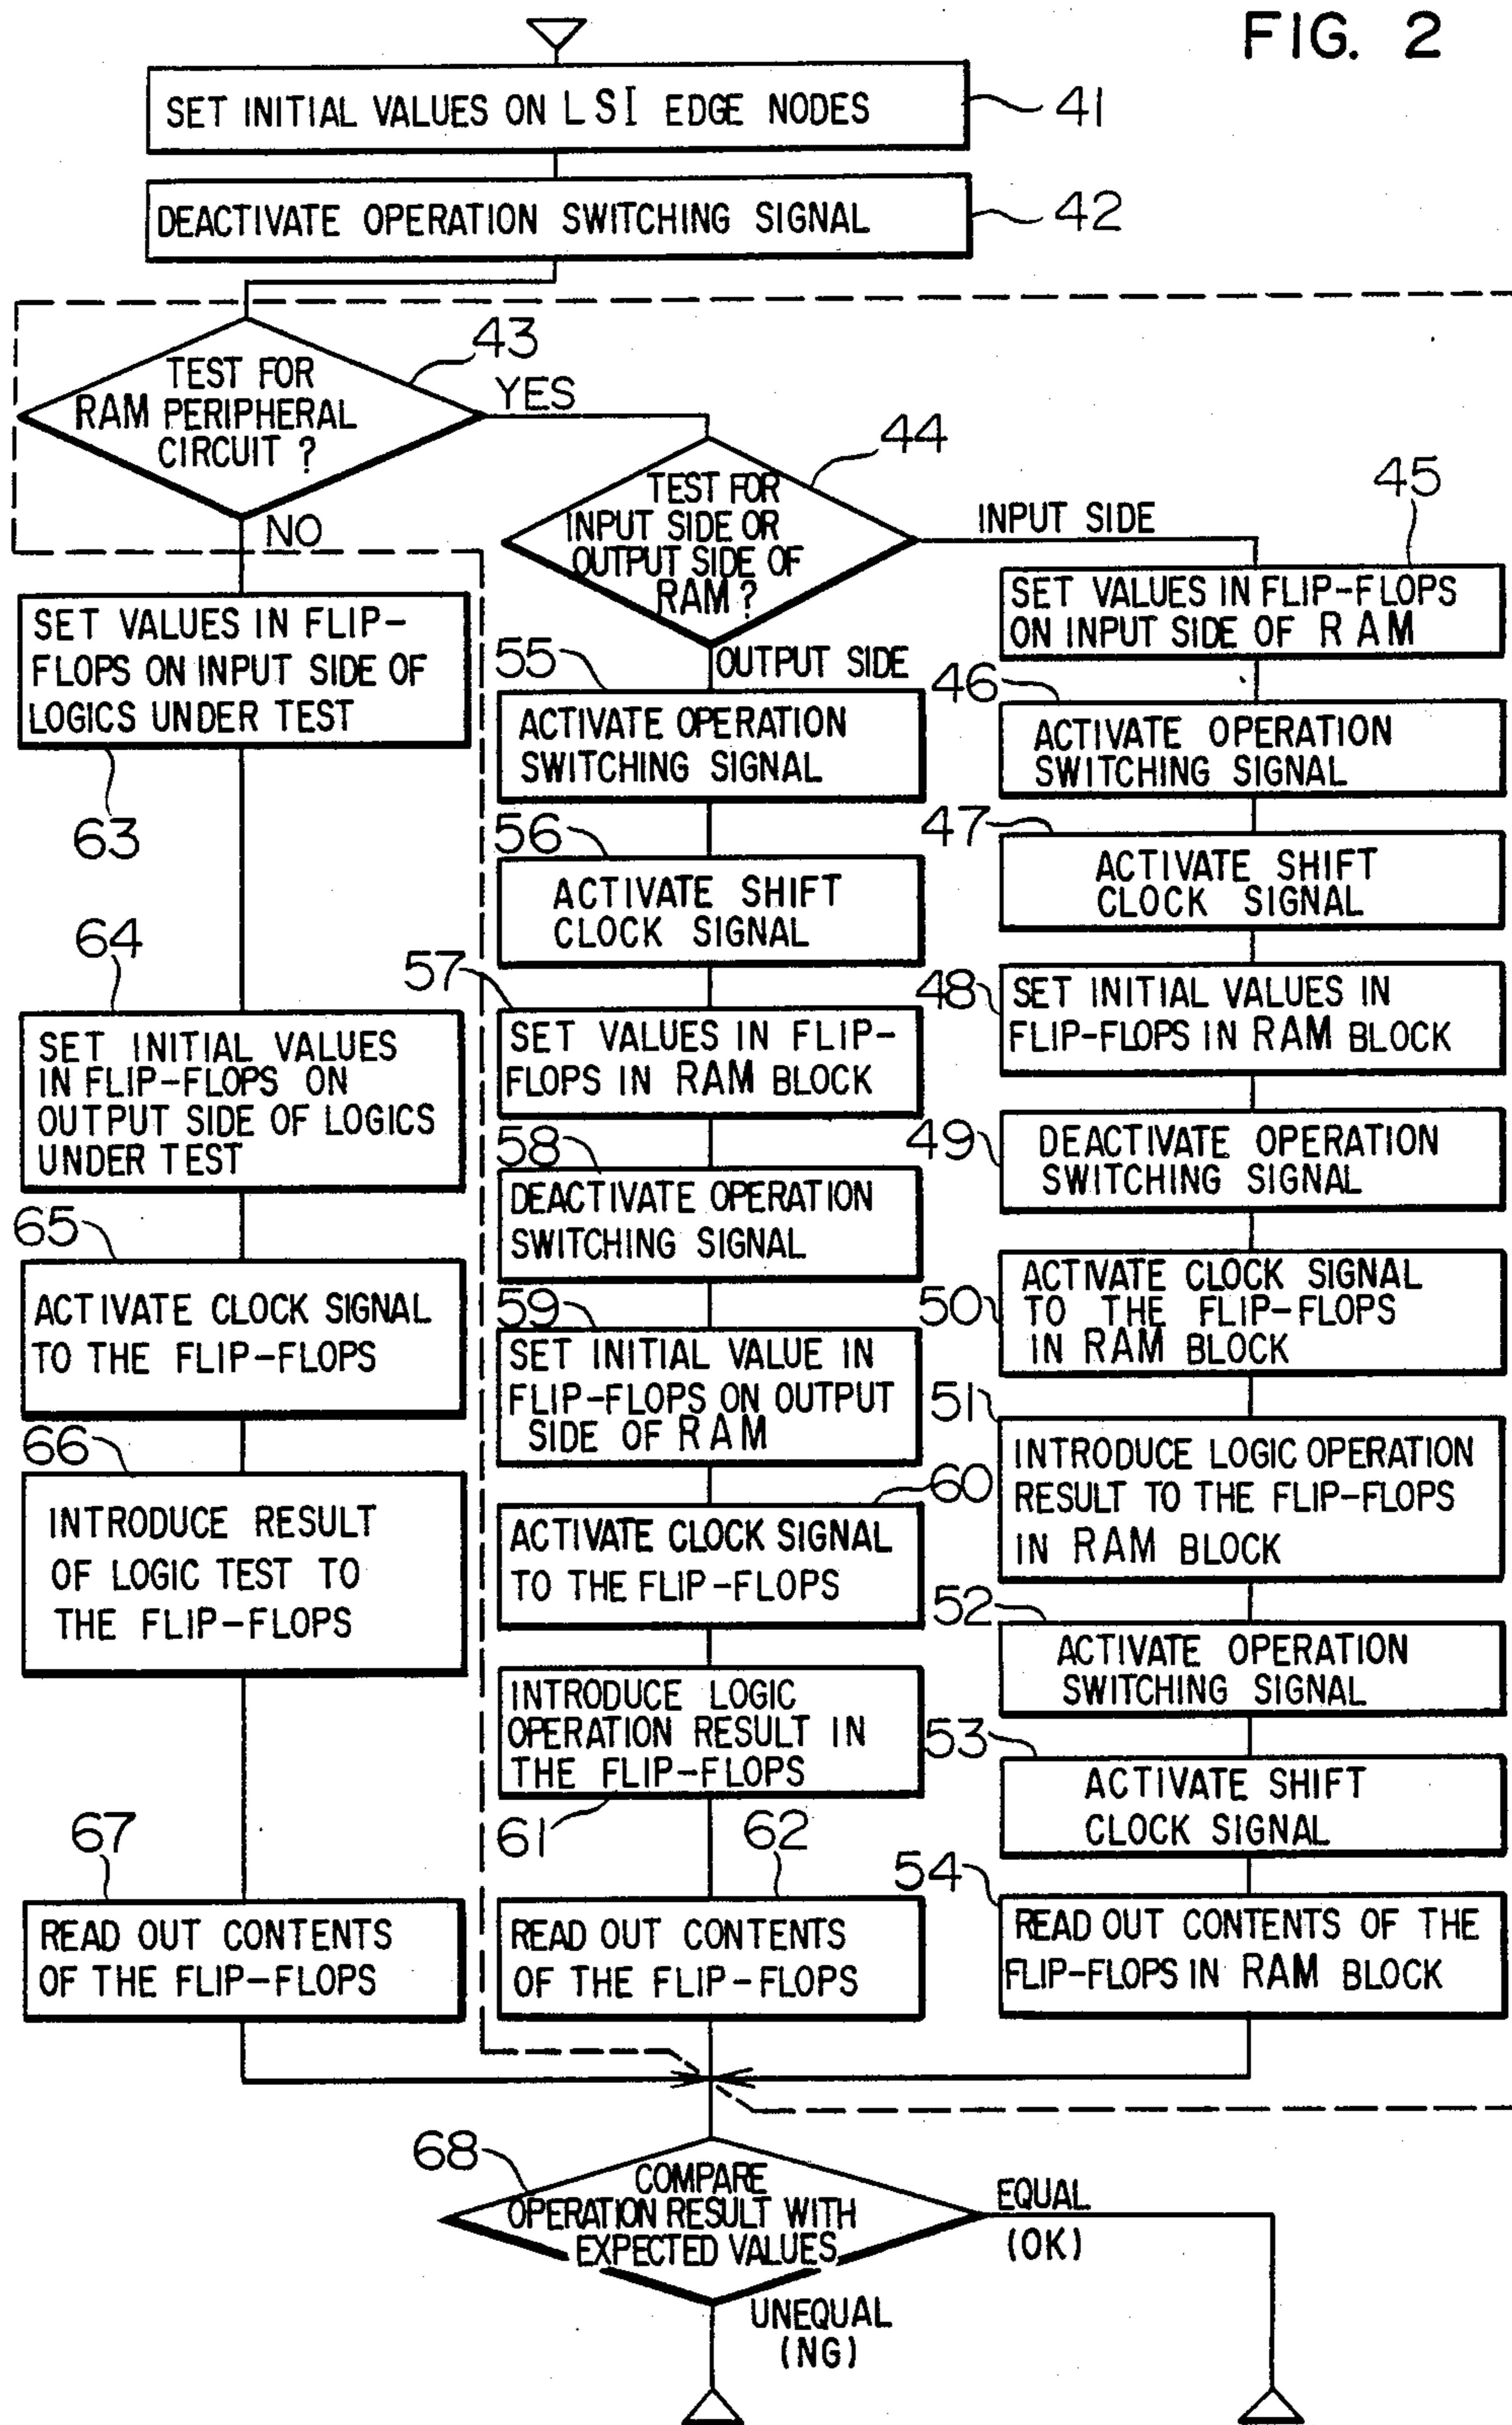 FIG. 2
SET INITIAL VALUES ON LSI EDGE NODES
41
DEACTIVATE OPERATION SWITCHING SIGNAL
42
43
TEST FOR
RAM PERIPHERAL
CIRCUIT ?
YES
NO
44
TEST FOR
INPUT SIDE OR
OUTPUT SIDE OF
RAM ?
INPUT SIDE
OUTPUT SIDE
63
SET VALUES IN FLIP-
FLOPS ON INPUT SIDE OF
LOGICS UNDER TEST
64
SET INITIAL VALUES
IN FLIP-FLOPS ON
OUTPUT SIDE OF LOGICS
UNDER TEST
65
ACTIVATE CLOCK SIGNAL
TO THE FLIP-FLOPS
66
INTRODUCE RESULT
OF LOGIC TEST TO
THE FLIP-FLOPS
67
READ OUT CONTENTS
OF THE FLIP-FLOPS
55
ACTIVATE OPERATION
SWITCHING SIGNAL
56
ACTIVATE SHIFT
CLOCK SIGNAL
57
SET VALUES IN FLIP-
FLOPS IN RAM BLOCK
58
DEACTIVATE OPERATION
SWITCHING SIGNAL
59
SET INITIAL VALUE IN
FLIP-FLOPS ON OUTPUT
SIDE OF RAM
60
ACTIVATE CLOCK SIGNAL
TO THE FLIP-FLOPS
INTRODUCE LOGIC
OPERATION RESULT IN
THE FLIP-FLOPS
61
62
READ OUT CONTENTS
OF THE FLIP-FLOPS
45
SET VALUES IN FLIP-FLOPS
ON INPUT SIDE OF RAM
46
ACTIVATE OPERATION
SWITCHING SIGNAL
47
ACTIVATE SHIFT
CLOCK SIGNAL
48
SET INITIAL VALUES IN
FLIP-FLOPS IN RAM BLOCK
49
DEACTIVATE OPERATION
SWITCHING SIGNAL
50
ACTIVATE CLOCK SIGNAL
TO THE FLIP-FLOPS
IN RAM BLOCK
51
INTRODUCE LOGIC OPERATION
RESULT TO THE FLIP-FLOPS
IN RAM BLOCK
52
ACTIVATE OPERATION
SWITCHING SIGNAL
53
ACTIVATE SHIFT
CLOCK SIGNAL
54
READ OUT CONTENTS OF THE
FLIP-FLOPS IN RAM BLOCK
68
COMPARE
OPERATION RESULT WITH
EXPECTED VALUES
EQUAL
(OK)
UNEQUAL
(NG)